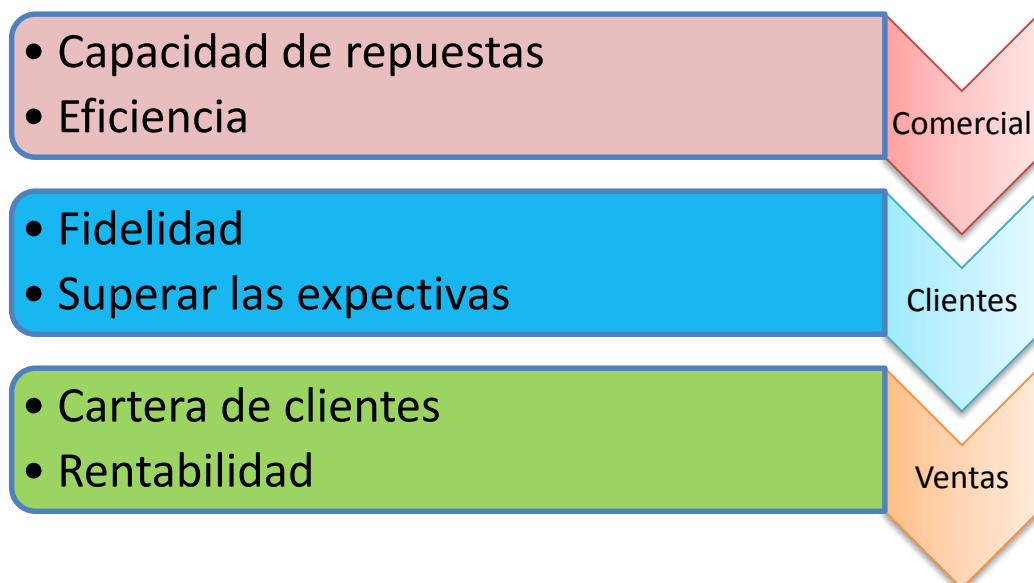 • Capacidad de repuestas
• Eficiencia
Comercial
• Fidelidad
• Superar las expectivas
Clientes
• Cartera de clientes
• Rentabilidad
Ventas